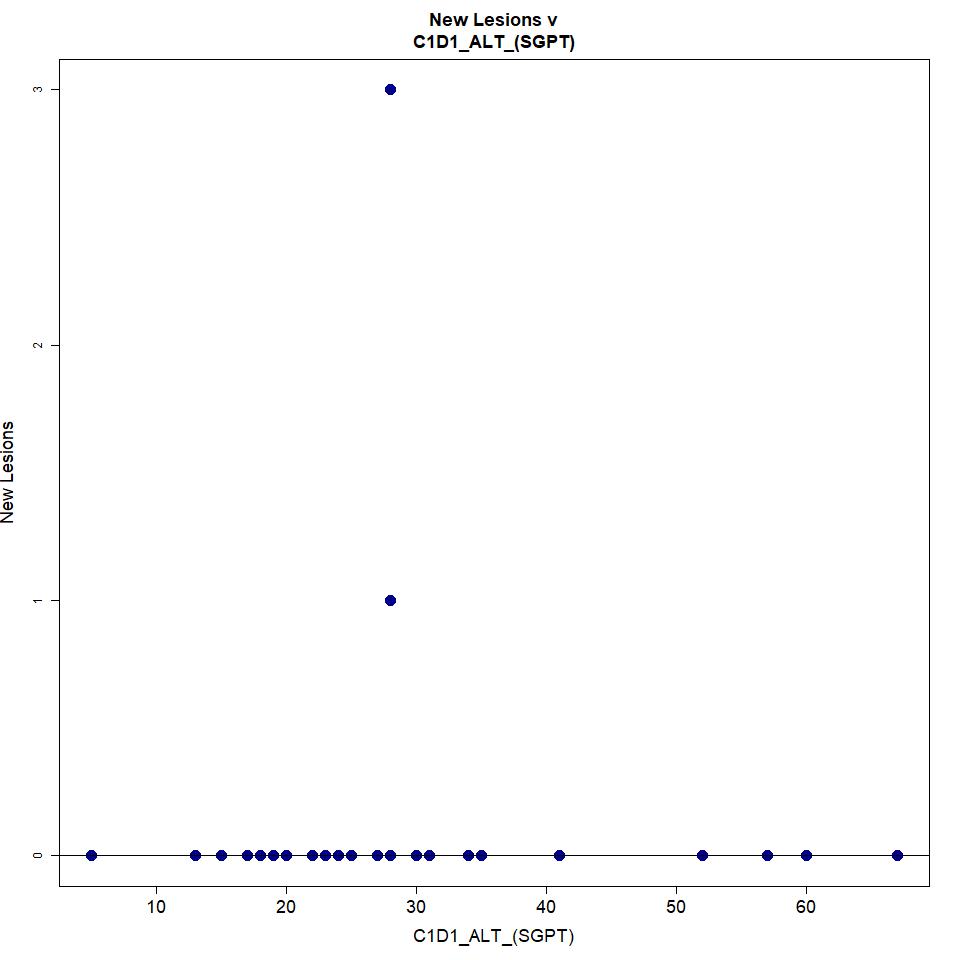 New Lesions v
C1D1_ALT_(SGPT)
3
2
1
0
New Lesions
10 20 30 40 50 60
C1D1_ALT_(SGPT)